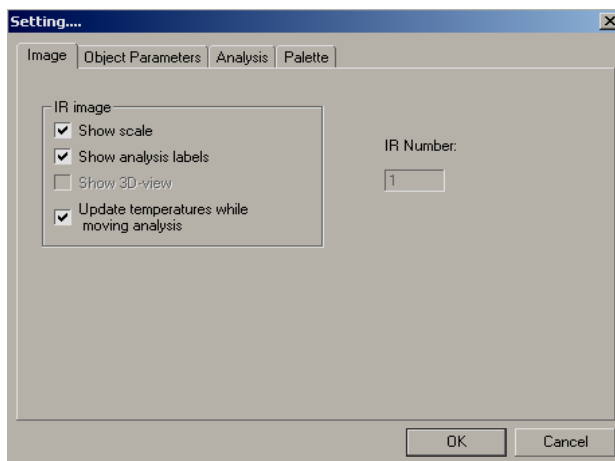 Setting....
Image Object Parameters Analysis Palette
IR image
Show scale
Show analysis labels
Show 3D-view
Update temperatures while
moving analysis
IR Number:
1
OK Cancel